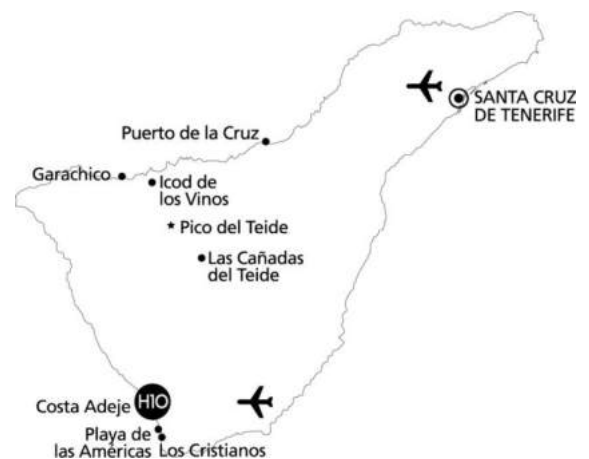 SANTA CRUZ
DE TENERIFE
Puerto de la Cruz
Garachico
Icod de
los Vinos
Pico del Teide
Las Cañadas
del Teide
H10
Costa Adeje
Playa de
las Américas
Los Cristianos